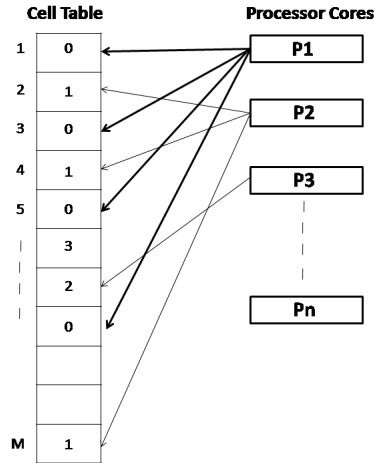 Cell Table Processor Cores
1 0 P1
2 1
P2
3 0
4 1 P3
5 0
3
2
0 Pn
M 1